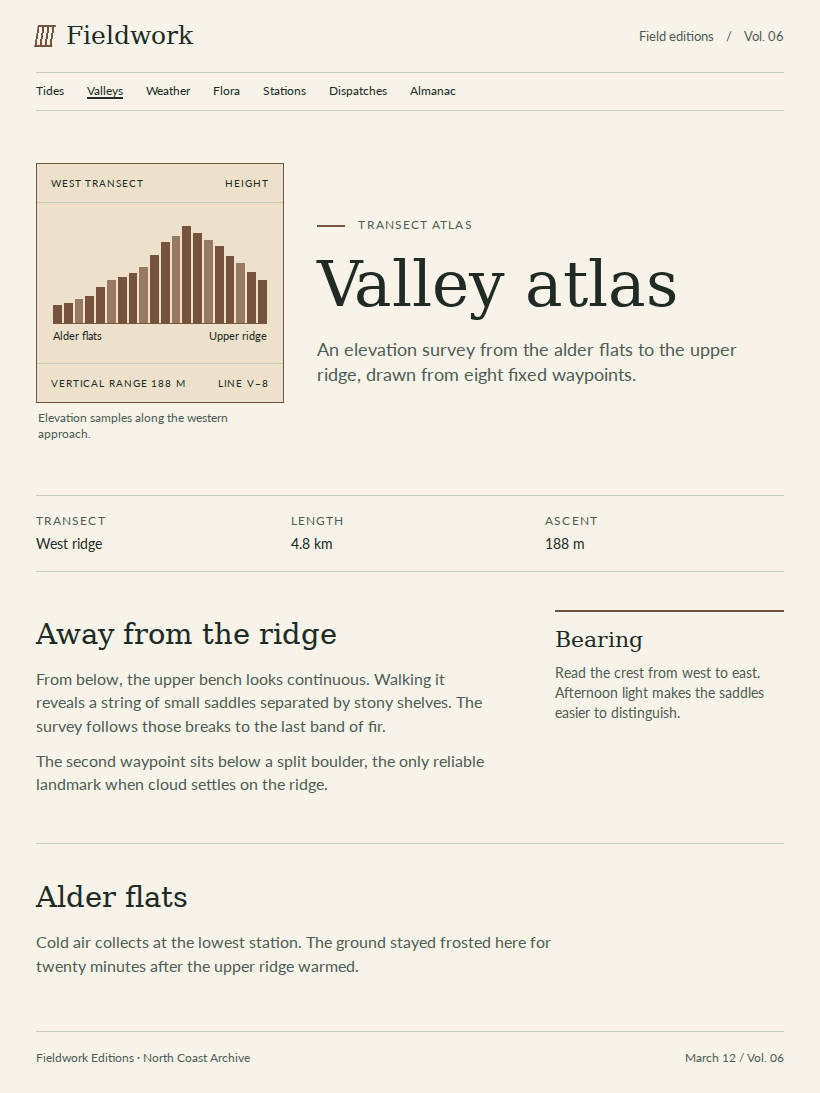 Fieldwork
Field editions / Vol. 06
Tides Valleys Weather Flora Stations Dispatches Almanac
WEST TRANSECT HEIGHT
Alder flats Upper ridge
VERTICAL RANGE 188 M LINE V–8
Elevation samples along the western
approach.
TRANSECT ATLAS
Valley atlas
An elevation survey from the alder flats to the upper
ridge, drawn from eight fixed waypoints.
TRANSECT
West ridge
LENGTH
4.8 km
ASCENT
188 m
Away from the ridge
From below, the upper bench looks continuous. Walking it
reveals a string of small saddles separated by stony shelves. The
survey follows those breaks to the last band of fir.
The second waypoint sits below a split boulder, the only reliable
landmark when cloud settles on the ridge.
Bearing
Read the crest from west to east.
Afternoon light makes the saddles
easier to distinguish.
Alder flats
Cold air collects at the lowest station. The ground stayed frosted here for
twenty minutes after the upper ridge warmed.
Fieldwork Editions · North Coast Archive
March 12 / Vol. 06